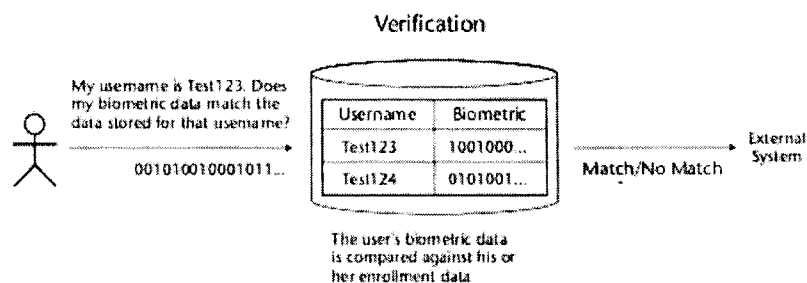 Verification
My username is Test123. Does
my biometric data match the
data stored for that username?
001010010001011...
Username Biometric
Test123 1001000...
Test124 0101001...
Match/No Match
External
System
The user's biometric data
is compared against his or
her enrollment data